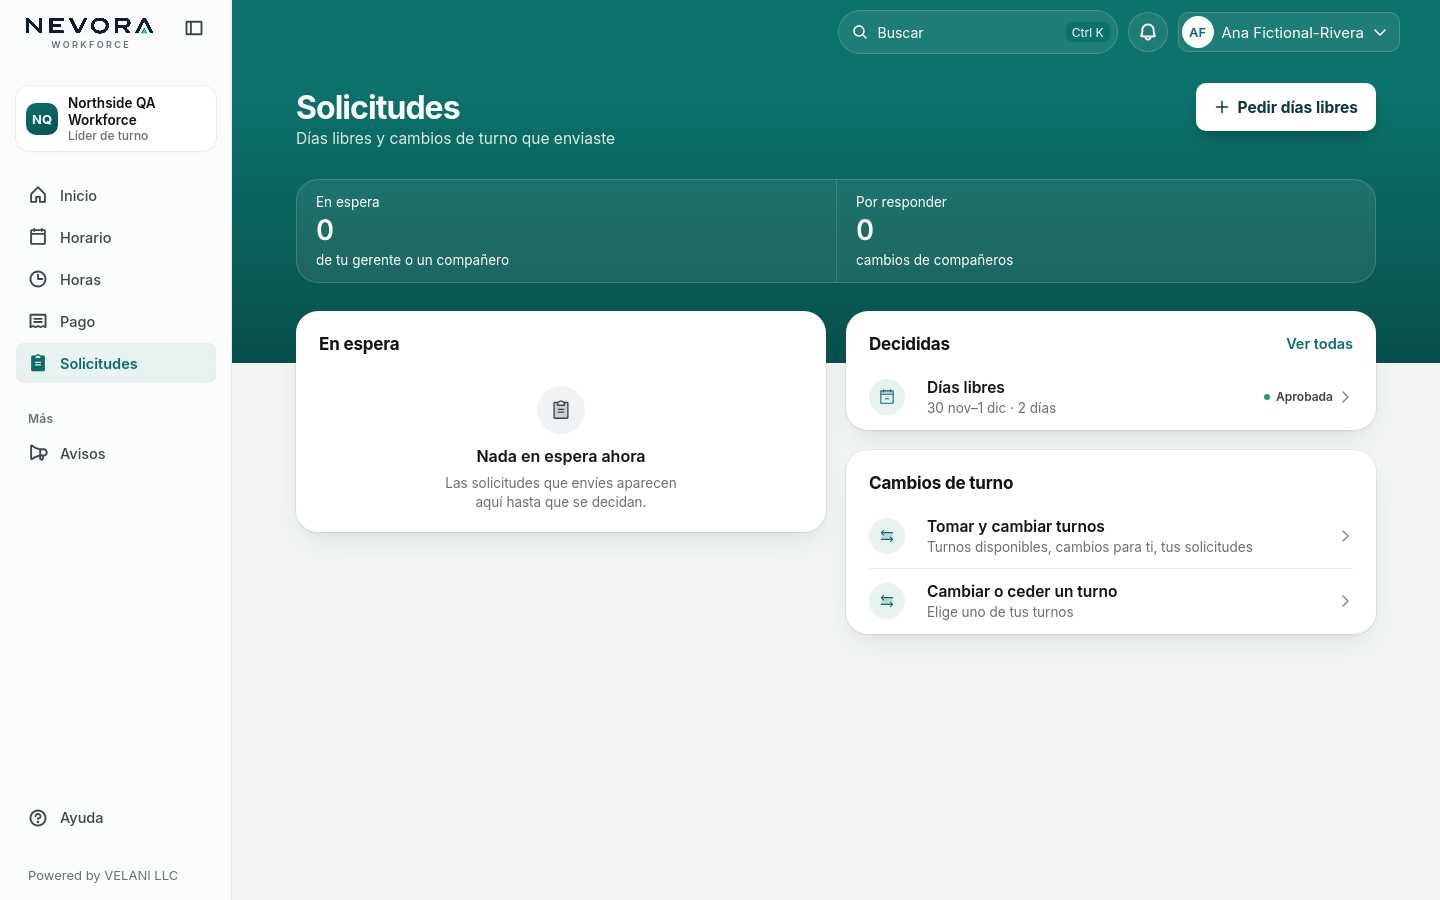 NEVORA
WORKFORCE
Buscar
Ctrl K
AF
Ana Fictional-Rivera
NQ
Northside QA
Workforce
Líder de turno
Inicio
Horario
Horas
Pago
Solicitudes
Más
Avisos
Ayuda
Powered by VELANI LLC
Solicitudes
Días libres y cambios de turno que enviaste
Pedir días libres
En espera
0
de tu gerente o un compañero
Por responder
0
cambios de compañeros
En espera
Nada en espera ahora
Las solicitudes que envíes aparecen
aquí hasta que se decidan.
Decididas
Ver todas
Días libres
30 nov–1 dic · 2 días
Aprobada
Cambios de turno
Tomar y cambiar turnos
Turnos disponibles, cambios para ti, tus solicitudes
Cambiar o ceder un turno
Elige uno de tus turnos